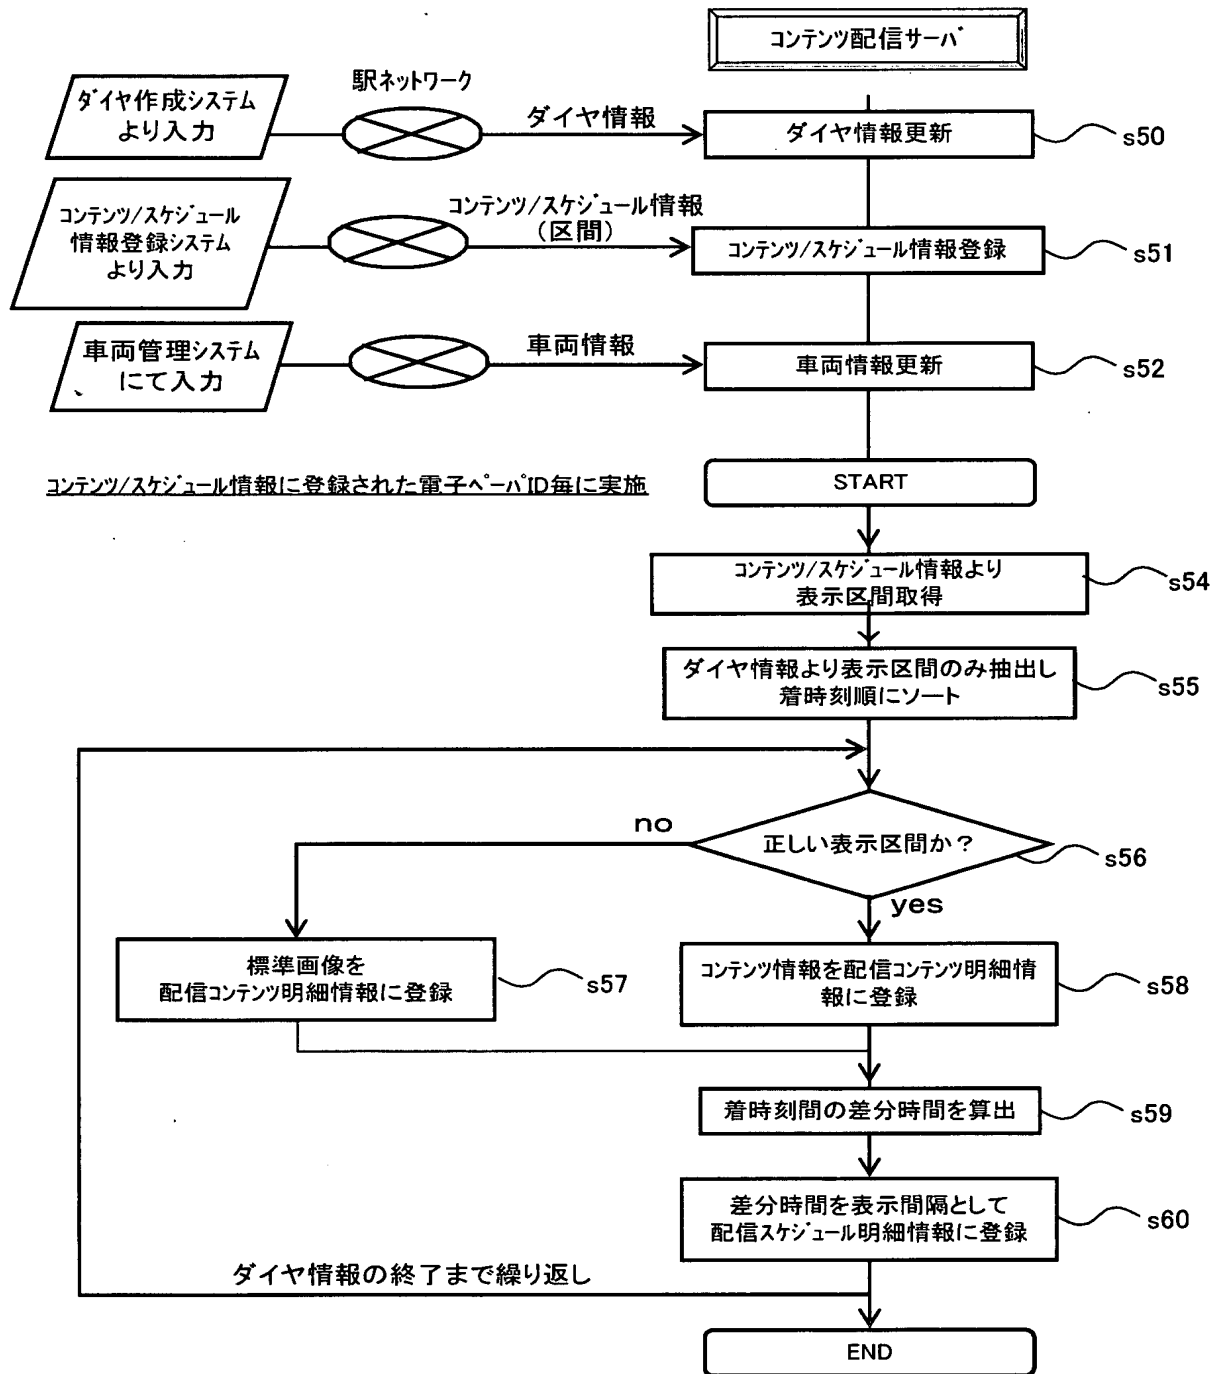 コンテンツ配信サーバ
駅ネットワーク
ダイヤ作成システム
より入力
ダイヤ情報
ダイヤ情報更新
s50
コンテンツ/スケジュール
情報登録システム
より入力
コンテンツ/スケジュール情報
(区間)
コンテンツ/スケジュール情報登録
s51
車両管理システム
にて入力
車両情報
車両情報更新
s52
コンテンツ/スケジュール情報に登録された電子ペーパID毎に実施
START
コンテンツ/スケジュール情報より
表示区間取得
s54
ダイヤ情報より表示区間のみ抽出し
着時刻順にソート
s55
no
正しい表示区間か?
s56
yes
標準画像を
配信コンテンツ明細情報に登録
s57
コンテンツ情報を配信コンテンツ明細情
報に登録
s58
着時刻間の差分時間を算出
s59
差分時間を表示間隔として
配信スケジュール明細情報に登録
s60
ダイヤ情報の終了まで繰り返し
END